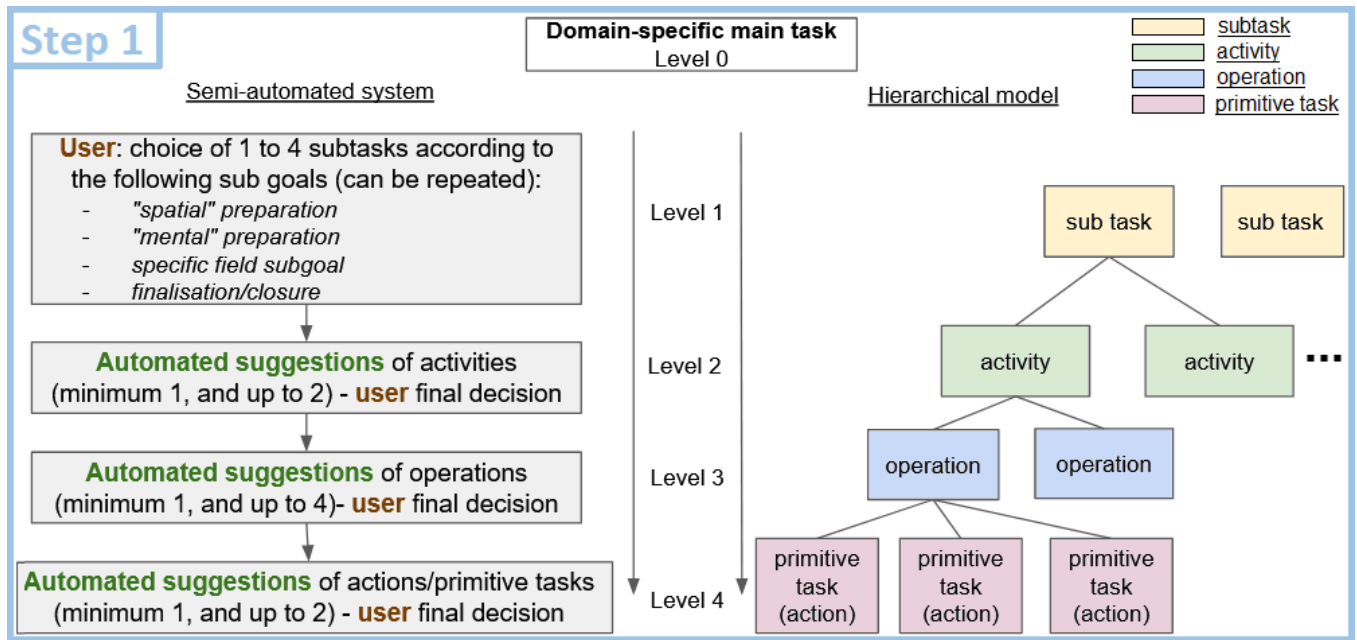 Step 1
Domain-specific main task
Level 0
subtask
activity
operation
primitive task
Semi-automated system
Hierarchical model
User: choice of 1 to 4 subtasks according to
the following sub goals (can be repeated):
- "spatial" preparation
- "mental" preparation
- specific field subgoal
- finalisation/closure
Level 1
sub task
sub task
Automated suggestions of activities
(minimum 1, and up to 2) - user final decision
Level 2
activity
activity
...
Automated suggestions of operations
(minimum 1, and up to 4)- user final decision
Level 3
operation
operation
Automated suggestions of actions/primitive tasks
(minimum 1, and up to 2) - user final decision
Level 4
primitive
task
(action)
primitive
task
(action)
primitive
task
(action)